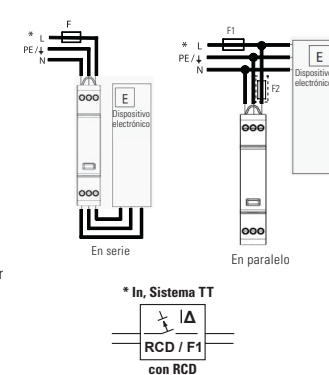 F
* L
PE/⏚
N
E
Dispositivo
electrónico
En serie
F1
* L
PE/⏚
N
F2
E
Dispositivo
electrónico
En paralelo
r
* In, Sistema TT
I∆
RCD / F1
con RCD